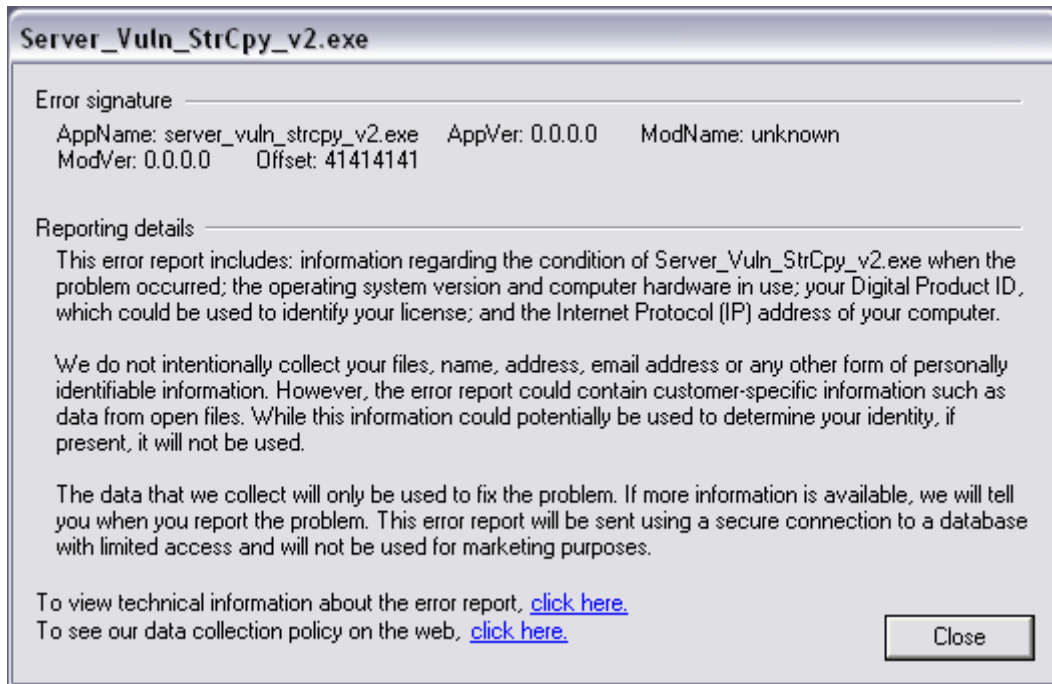 Server_Vuln_StrCpy_v2.exe
Error signature
AppName: server_vuln_strcpy_v2.exe AppVer: 0.0.0.0 ModName: unknown
ModVer: 0.0.0.0 Offset: 41414141
Reporting details
This error report includes: information regarding the condition of Server_Vuln_StrCpy_v2.exe when the
problem occurred; the operating system version and computer hardware in use; your Digital Product ID,
which could be used to identify your license; and the Internet Protocol (IP) address of your computer.
We do not intentionally collect your files, name, address, email address or any other form of personally
identifiable information. However, the error report could contain customer-specific information such as
data from open files. While this information could potentially be used to determine your identity, if
present, it will not be used.
The data that we collect will only be used to fix the problem. If more information is available, we will tell
you when you report the problem. This error report will be sent using a secure connection to a database
with limited access and will not be used for marketing purposes.
To view technical information about the error report, click here.
To see our data collection policy on the web, click here.
Close